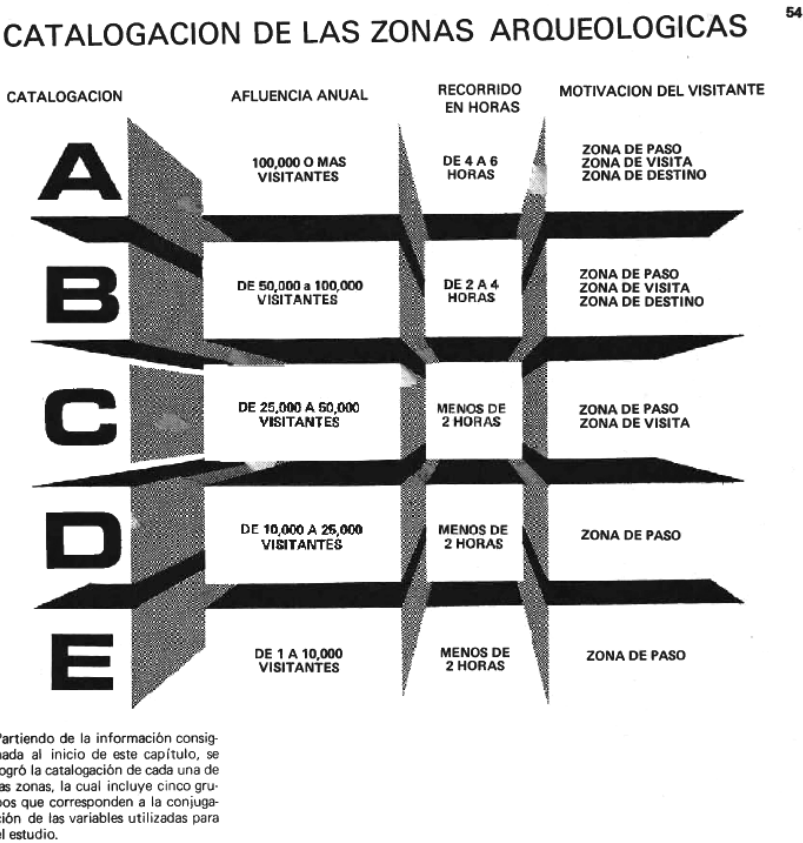 54
CATALOGACION DE LAS ZONAS ARQUEOLOGICAS
CATALOGACION
AFLUENCIA ANUAL
RECORRIDO
EN HORAS
MOTIVACION DEL VISITANTE
A
100,000 O MAS
VISITANTES
DE 4 A 6
HORAS
ZONA DE PASO
ZONA DE VISITA
ZONA DE DESTINO
B
DE 50,000 a 100,000
VISITANTES
DE 2 A 4
HORAS
ZONA DE PASO
ZONA DE VISITA
ZONA DE DESTINO
C
DE 25,000 A 50,000
VISITANTES
MENOS DE
2 HORAS
ZONA DE PASO
ZONA DE VISITA
D
DE 10,000 A 25,000
VISITANTES
MENOS DE
2 HORAS
ZONA DE PASO
E
DE 1 A 10,000
VISITANTES
MENOS DE
2 HORAS
ZONA DE PASO
Partiendo de la información consig-
nada al inicio de este capítulo, se
logró la catalogación de cada una de
las zonas, la cual incluye cinco gru-
pos que corresponden a la conjuga-
ción de las variables utilizadas para
el estudio.